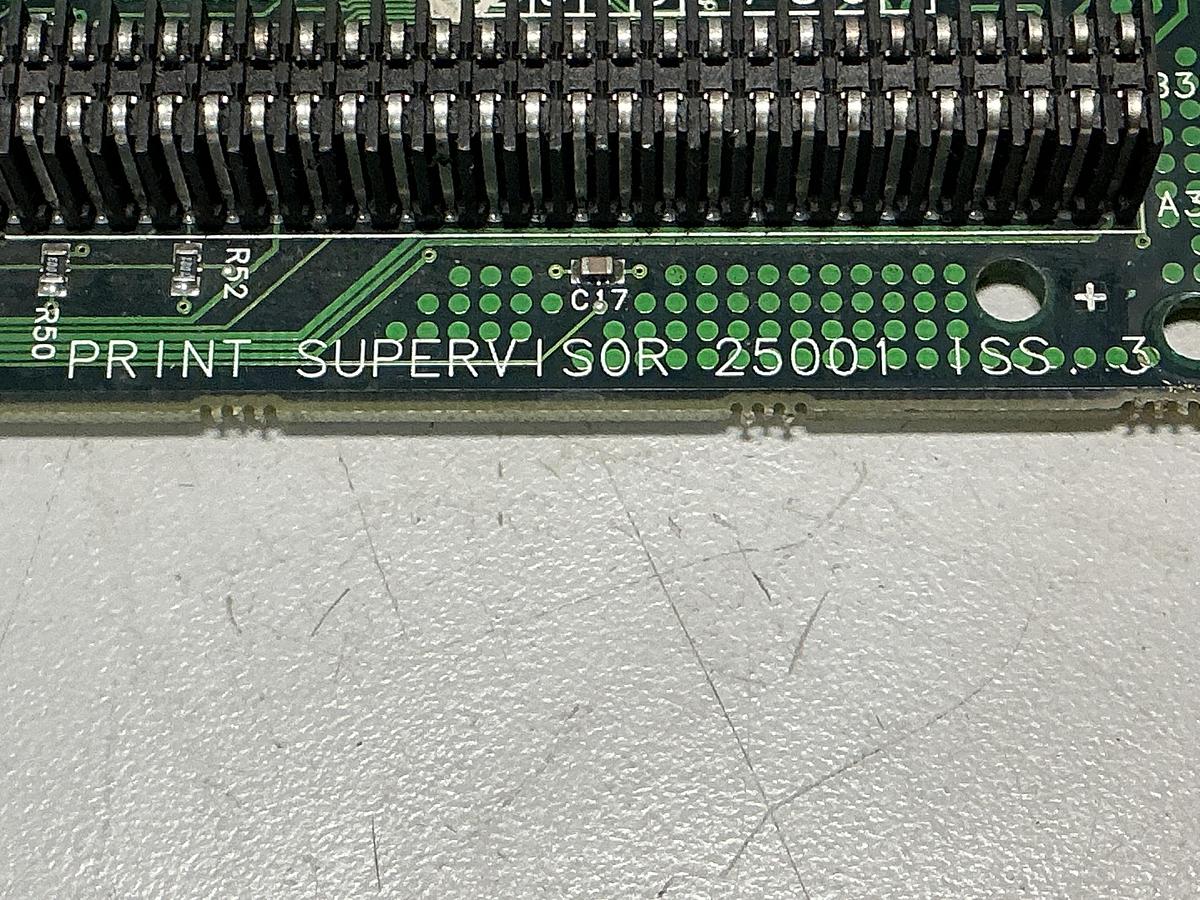 R52
C17
R50
PRINT SUPERVISOR 25001 ISS. 3